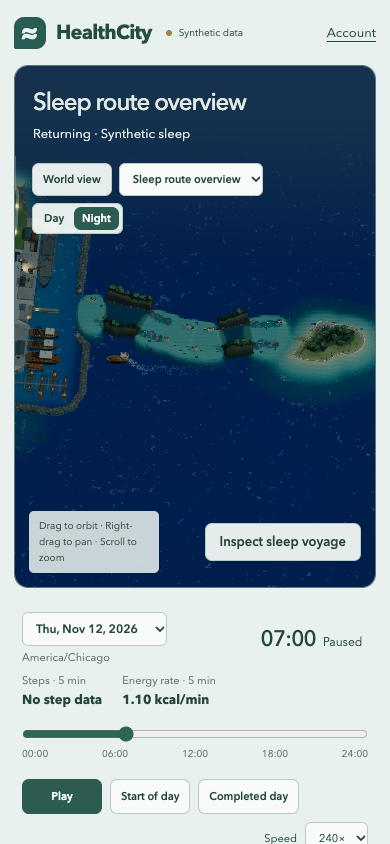 HealthCity
Synthetic data
Account
Sleep route overview
Returning · Synthetic sleep
World view
Sleep route overview
Day
Night
Drag to orbit · Right-
drag to pan · Scroll to
zoom
Inspect sleep voyage
Thu, Nov 12, 2026
07:00 Paused
America/Chicago
Steps · 5 min
Energy rate · 5 min
No step data
1.10 kcal/min
00:00 06:00 12:00 18:00 24:00
Play
Start of day
Completed day
Speed
240×